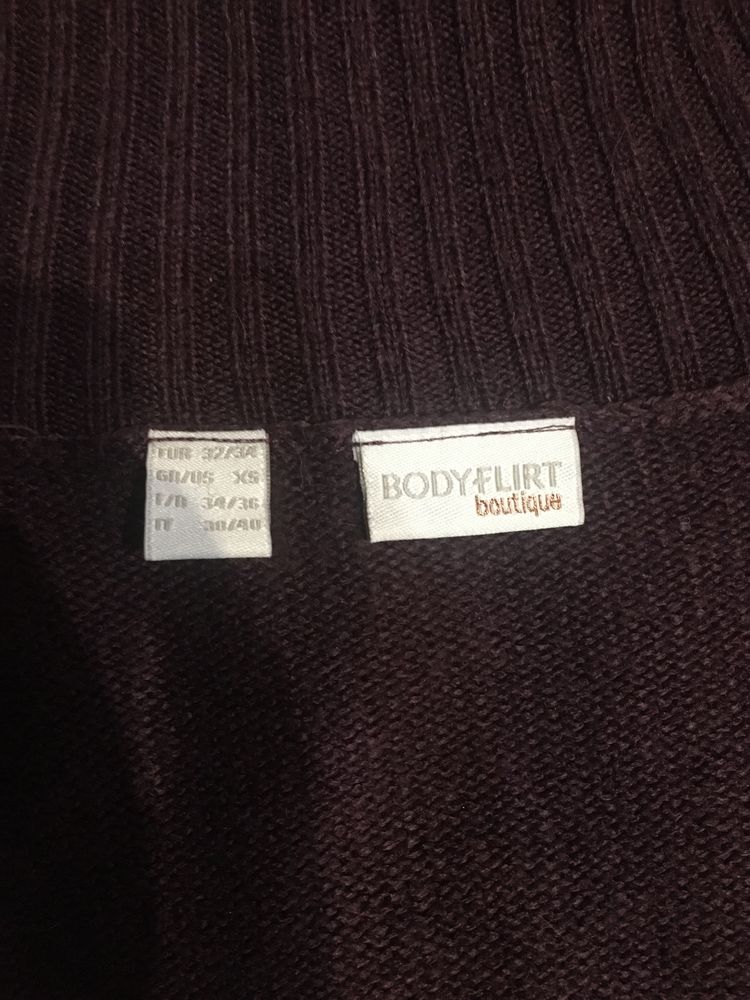 EUR 32/34
GB/US XS
F/B 34/36
IT 38/40
BODYFLIRT
boutique